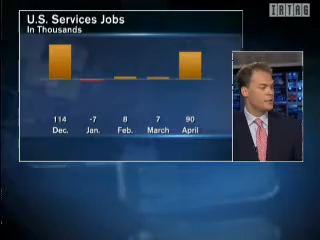 IRTAG
U.S. Services Jobs
In Thousands
114 -7 8 7 90
Dec. Jan. Feb. March April